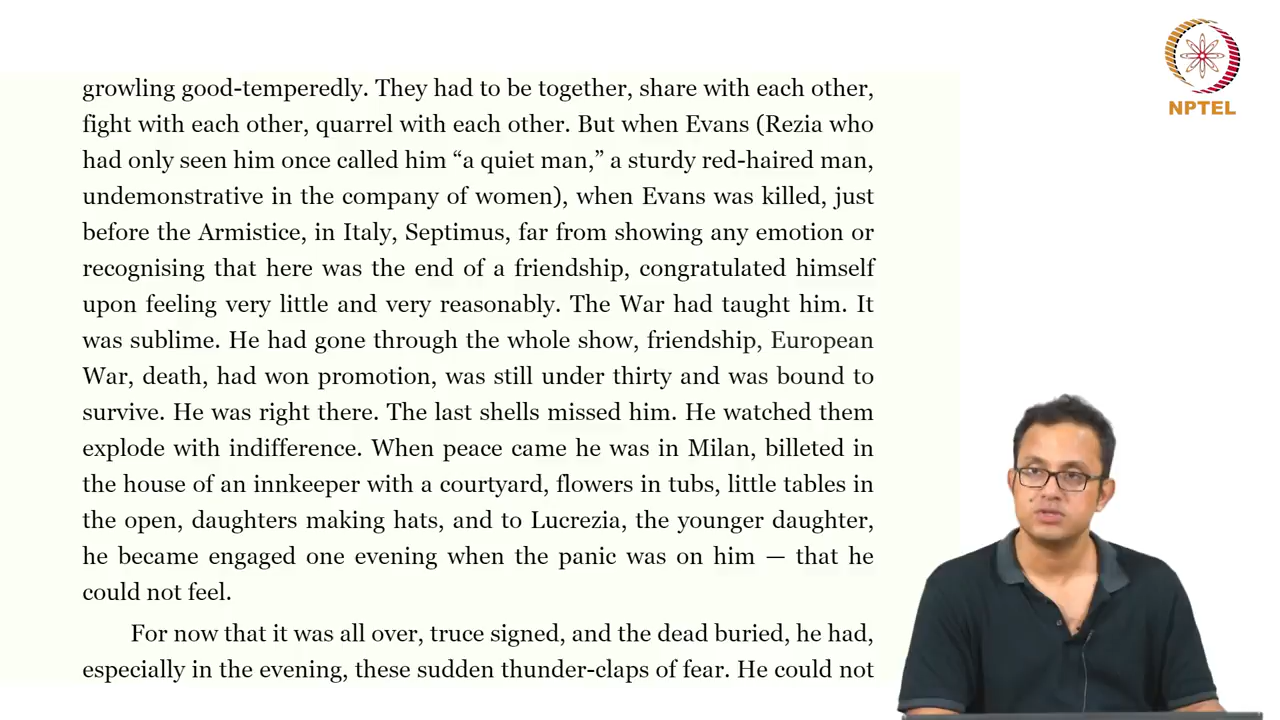 growling good-temperedly. They had to be together, share with each other,
fight with each other, quarrel with each other. But when Evans (Rezia who
had only seen him once called him “a quiet man,” a sturdy red-haired man,
undemonstrative in the company of women), when Evans was killed, just
before the Armistice, in Italy, Septimus, far from showing any emotion or
recognising that here was the end of a friendship, congratulated himself
upon feeling very little and very reasonably. The War had taught him. It
was sublime. He had gone through the whole show, friendship, European
War, death, had won promotion, was still under thirty and was bound to
survive. He was right there. The last shells missed him. He watched them
explode with indifference. When peace came he was in Milan, billeted in
the house of an innkeeper with a courtyard, flowers in tubs, little tables in
the open, daughters making hats, and to Lucrezia, the younger daughter,
he became engaged one evening when the panic was on him — that he
could not feel.
For now that it was all over, truce signed, and the dead buried, he had,
especially in the evening, these sudden thunder-claps of fear. He could not
NPTEL